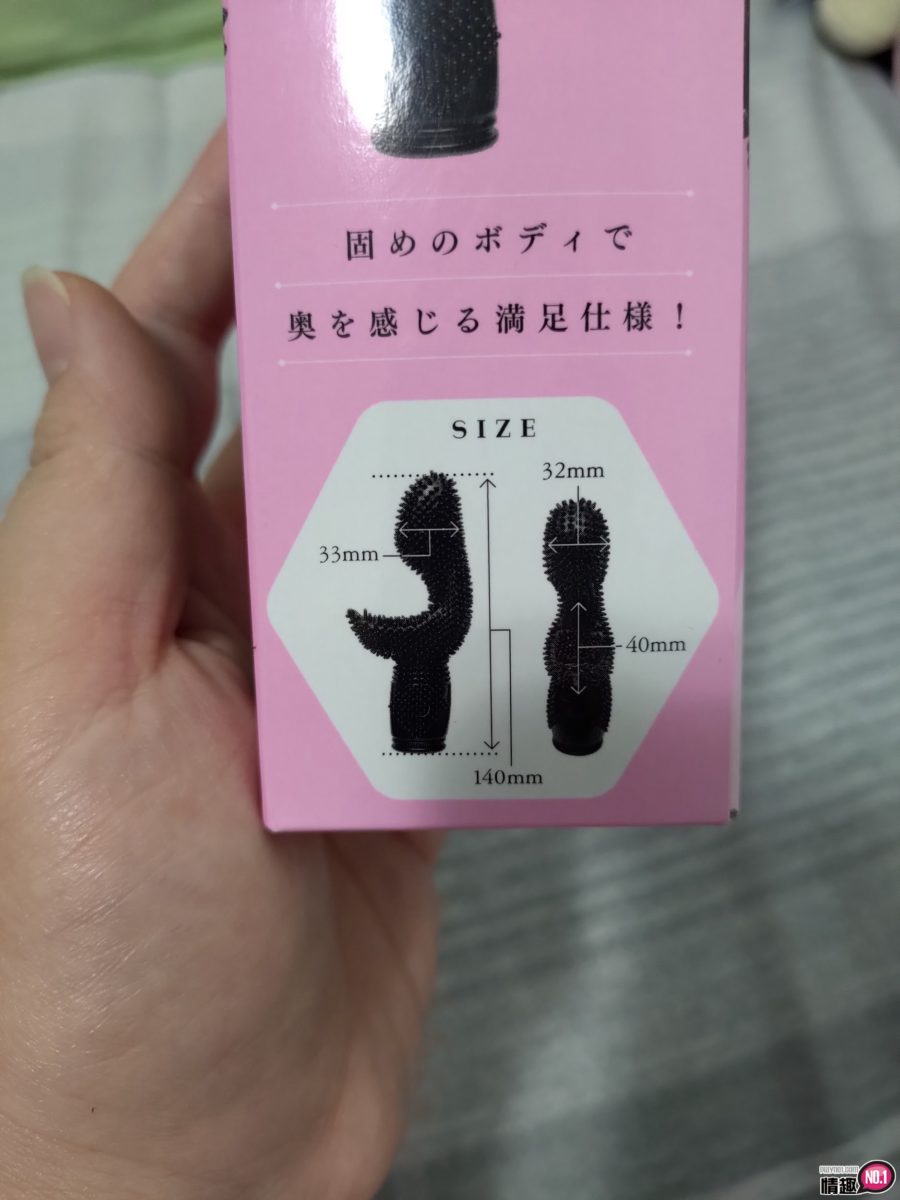 固めのボディで
奥を感じる満足仕様！
SIZE
32mm
33mm
40mm
140mm
情趣
NO.1